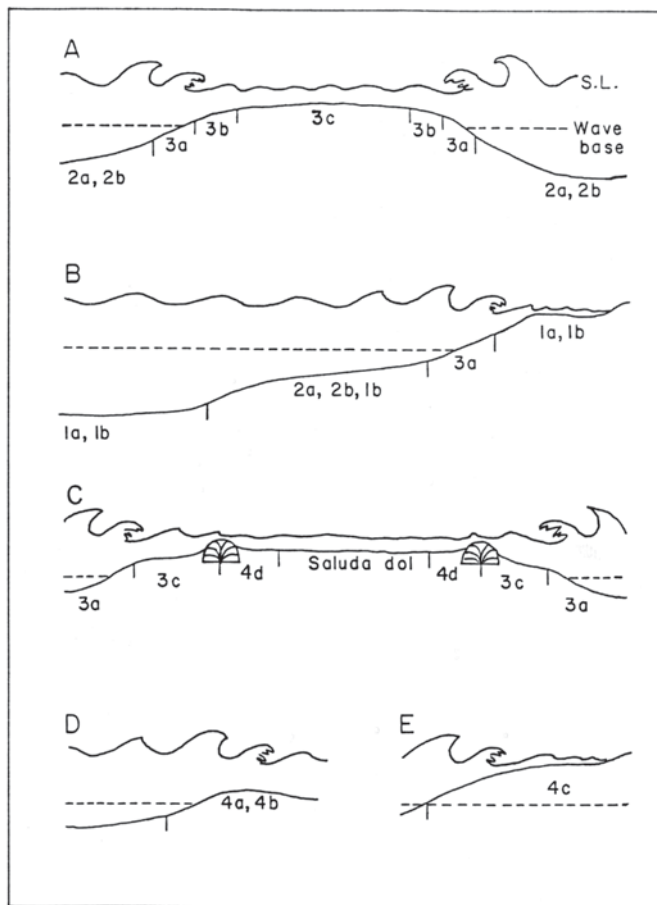 A
S.L.
Wave
base
3b 3c 3b
3a 3a
2a, 2b 2a, 2b
B
1a, 1b
3a
2a, 2b, 1b
1a, 1b
C
4d Saluda dol 4d
3c 3c
3a 3a
D E
4a, 4b 4c